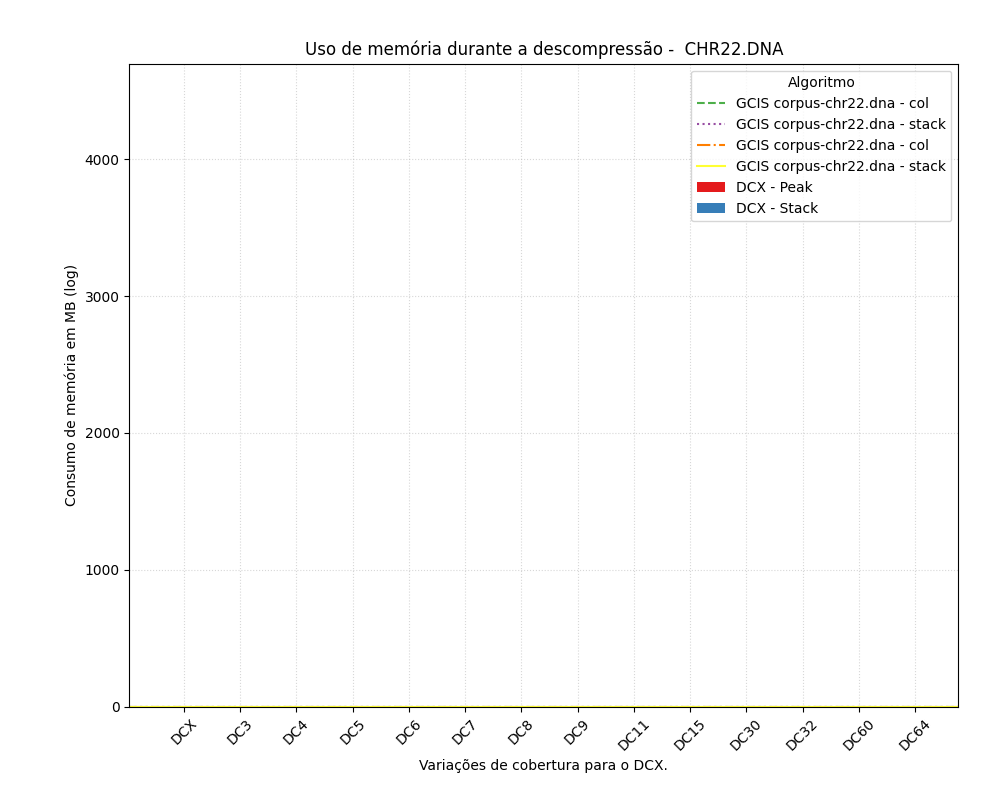 Uso de memória durante a descompressão -  CHR22.DNA
Algoritmo
GCIS corpus-chr22.dna - col
GCIS corpus-chr22.dna - stack
GCIS corpus-chr22.dna - col
GCIS corpus-chr22.dna - stack
DCX - Peak
DCX - Stack
Consumo de memória em MB (log)
4000
3000
2000
1000
0
DCX
DC3
DC4
DC5
DC6
DC7
DC8
DC9
DC11
DC15
DC30
DC32
DC60
DC64
Variações de cobertura para o DCX.